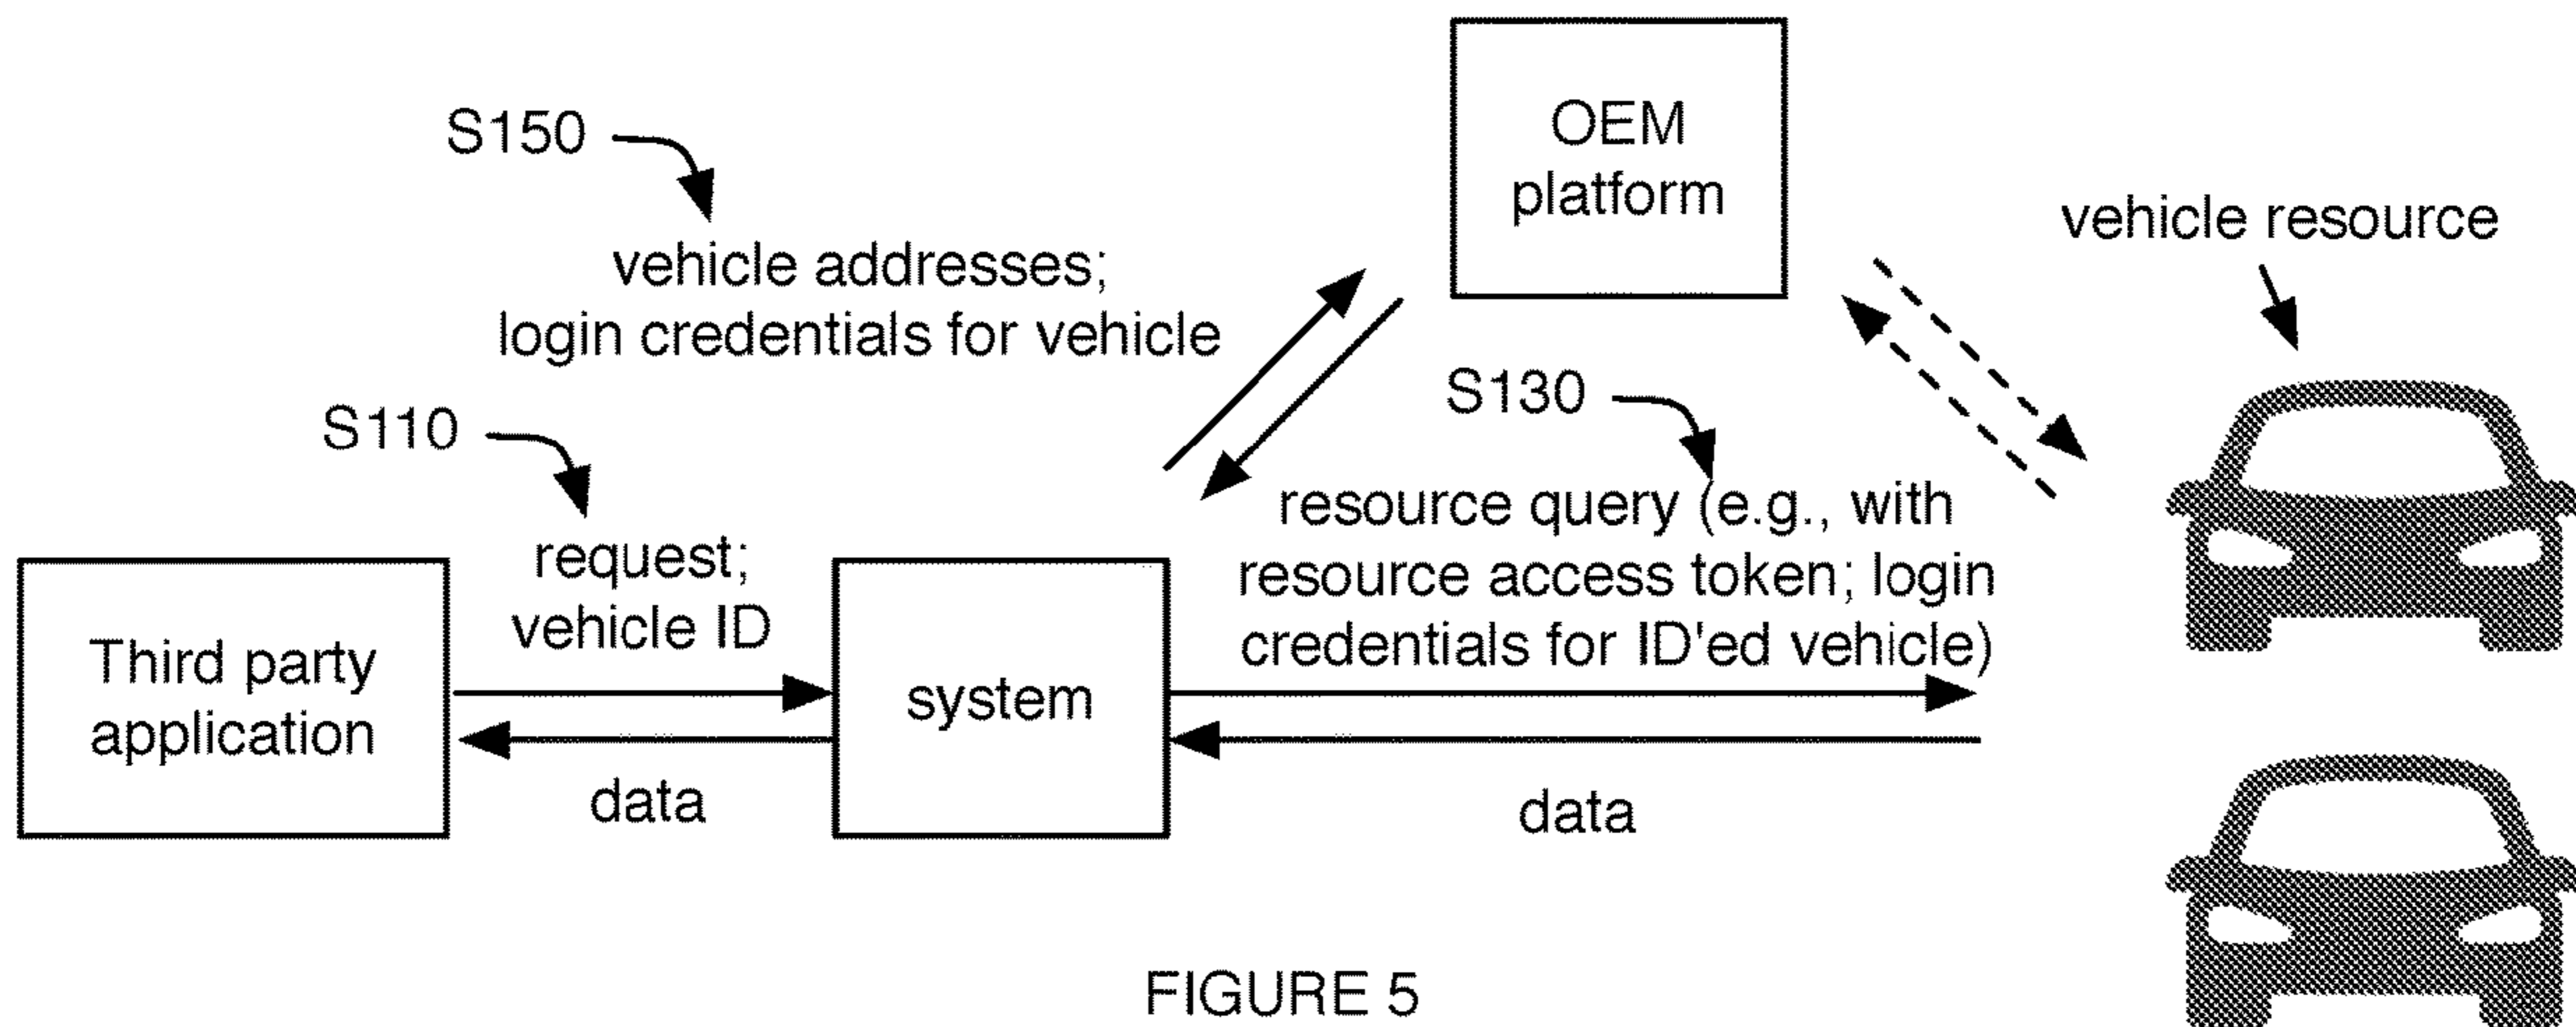 OEM
platform
S150
vehicle addresses;
login credentials for vehicle
vehicle resource
S130
S110
resource query (e.g., with
resource access token; login
credentials for ID'ed vehicle)
request;
vehicle ID
Third party
application
system
data
data
FIGURE 5